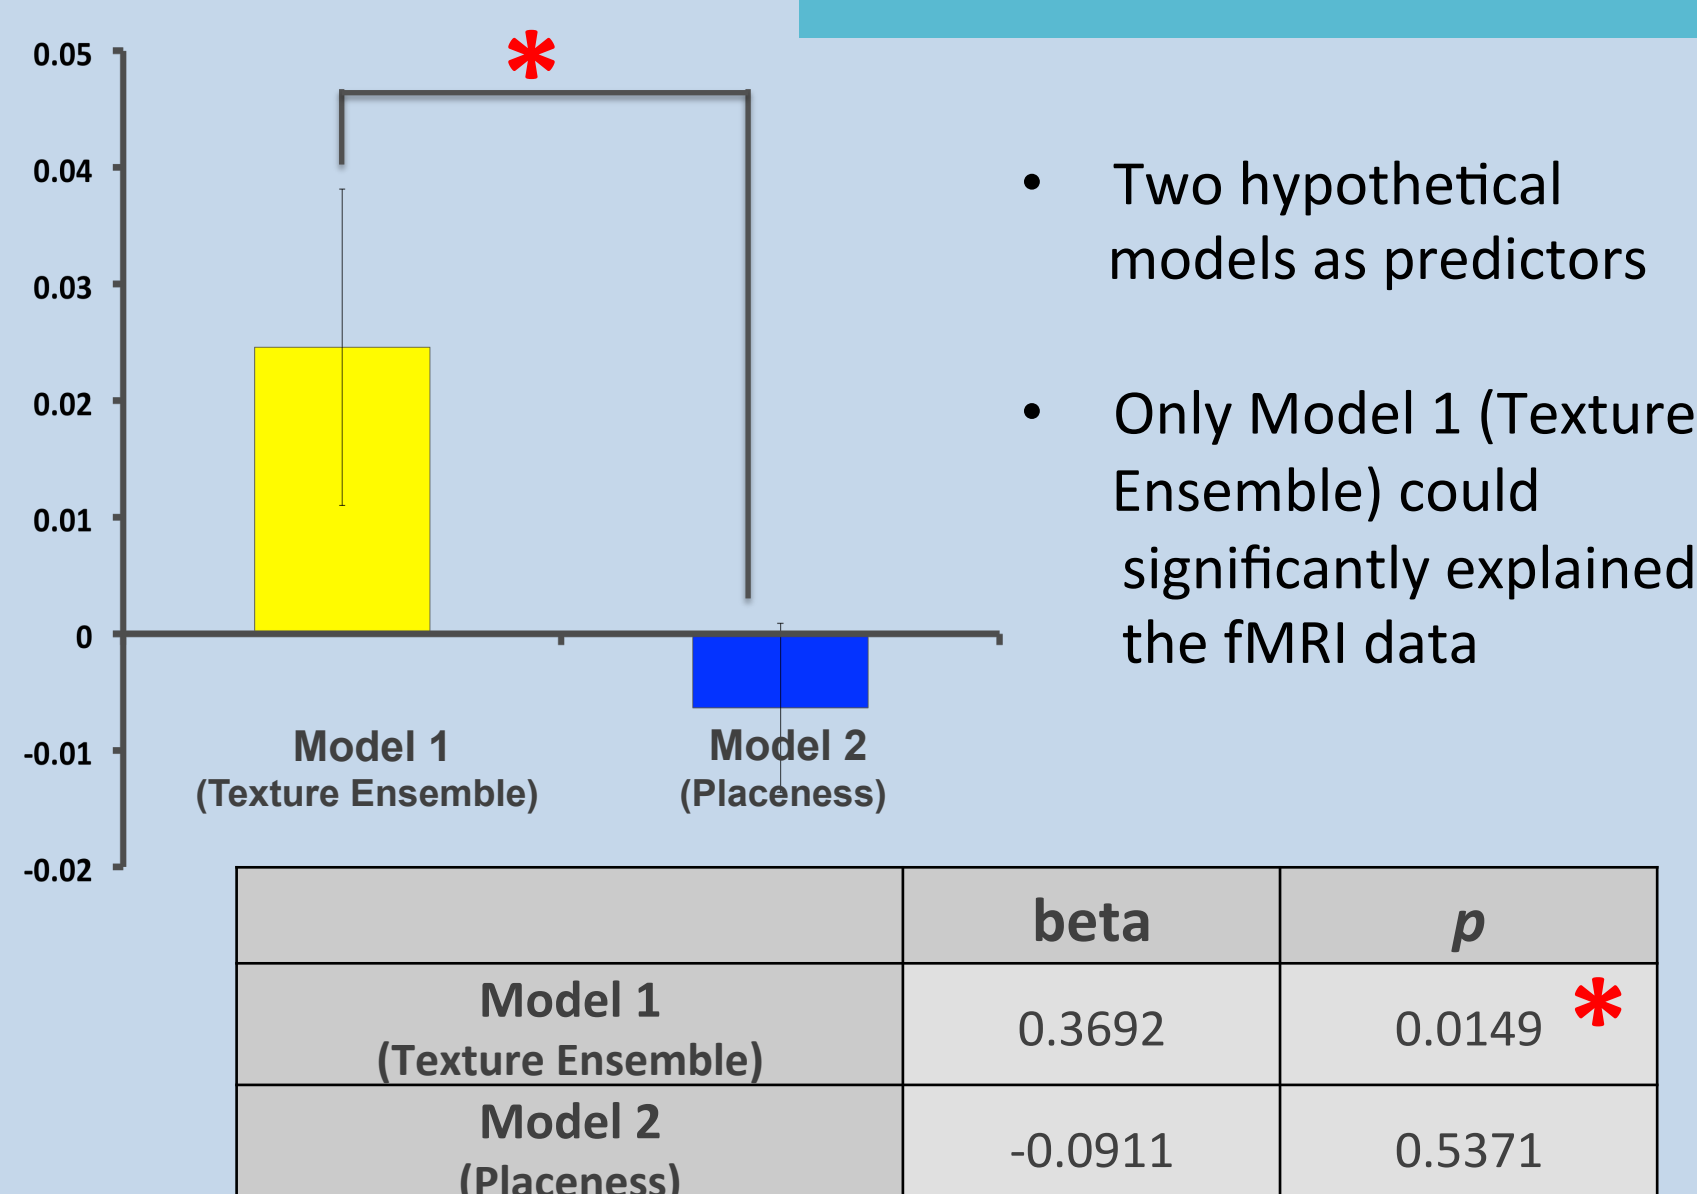 0.05
0.04
0.03
0.02
0.01
0
-0.01
-0.02
*
Model 1
(Texture Ensemble)
Model 2
(Placeness)
• Two hypothetical
models as predictors
• Only Model 1 (Texture
Ensemble) could
significantly explained
the fMRI data
beta p
Model 1
(Texture Ensemble) 0.3692 0.0149 *
Model 2
(Placeness) -0.0911 0.5371